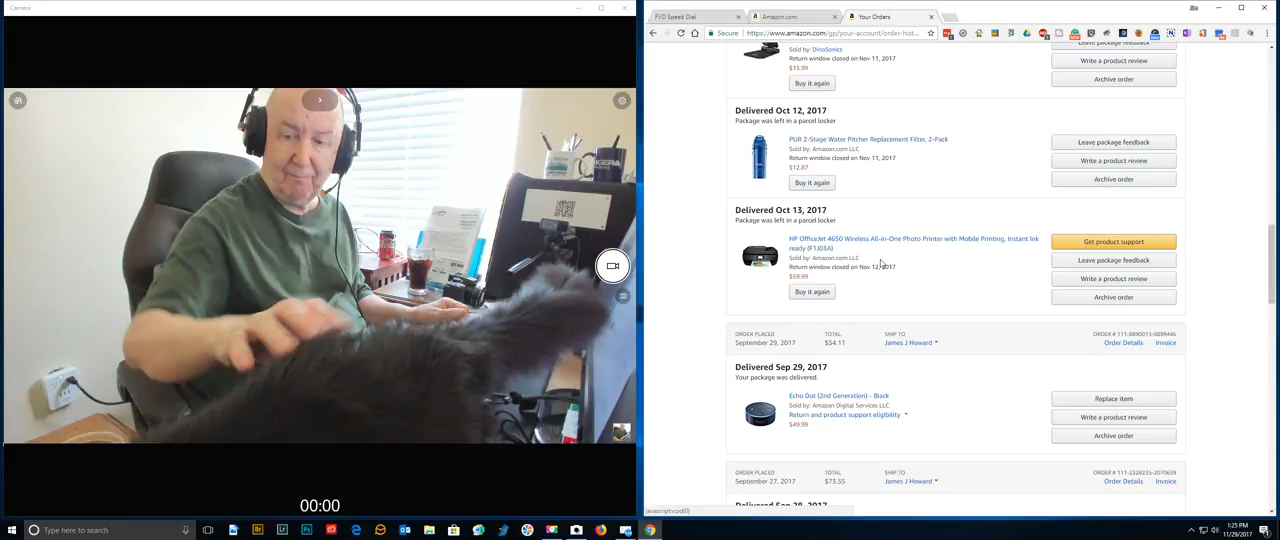 Camera
00:00
FVD Speed Dial
Amazon.com
Your Orders
Secure
https://www.amazon.com/gp/your-account/order-hist...
Leave package feedback
Sold by: DinoSonics
Return window closed on Nov 11, 2017
$13.99
Buy it again
Write a product review
Archive order
Delivered Oct 12, 2017
Package was left in a parcel locker
PUR 2-Stage Water Pitcher Replacement Filter, 2-Pack
Sold by: Amazon.com LLC
Return window closed on Nov 11, 2017
$12.87
Buy it again
Leave package feedback
Write a product review
Archive order
Delivered Oct 13, 2017
Package was left in a parcel locker
HP OfficeJet 4650 Wireless All-in-One Photo Printer with Mobile Printing, Instant Ink
ready (F1J03A)
Sold by: Amazon.com LLC
Return window closed on Nov 12, 2017
$59.99
Buy it again
Get product support
Leave package feedback
Write a product review
Archive order
ORDER PLACED
September 29, 2017
TOTAL
$54.11
SHIP TO
James J Howard
ORDER # 111-8890013-0899446
Order Details
Invoice
Delivered Sep 29, 2017
Your package was delivered.
Echo Dot (2nd Generation) - Black
Sold by: Amazon Digital Services LLC
Return and product support eligibility
$49.99
Replace item
Write a product review
Archive order
ORDER PLACED
September 27, 2017
TOTAL
$73.55
SHIP TO
James J Howard
ORDER # 111-2328235-2070639
Order Details
Invoice
Delivered Sep 28, 2017
javascript:void(0)
Type here to search
1:25 PM
11/29/2017